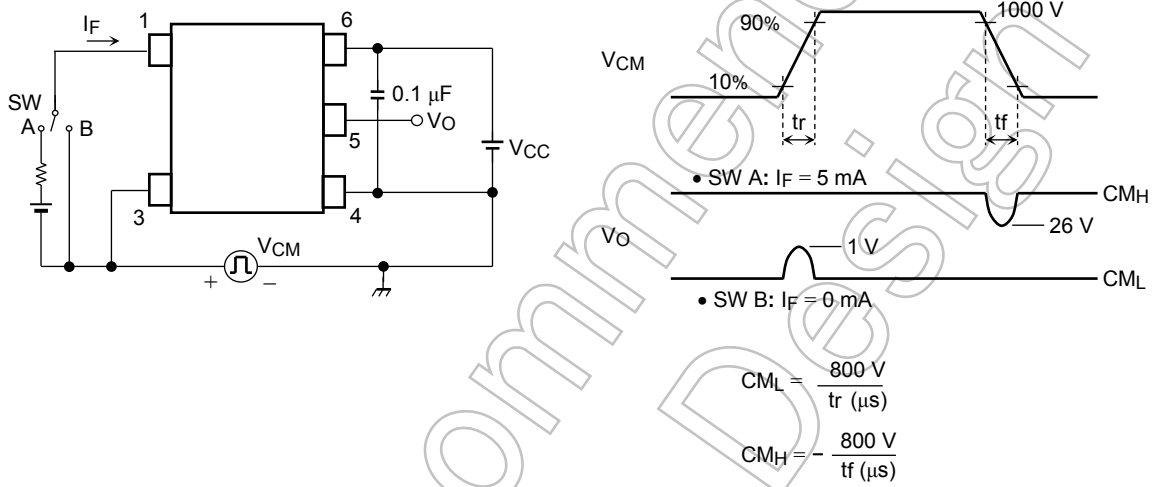 1
6
IF
SW
A
B
0.1 μF
VO
5
VCC
3
4
VCM
+
−
VCM
90%
10%
1000 V
tr
tf
• SW A: IF = 5 mA
CMH
26 V
VO
1 V
CML
• SW B: IF = 0 mA
CML = 800 V
tr (μs)
CMH = − 800 V
tf (μs)
omme
Design